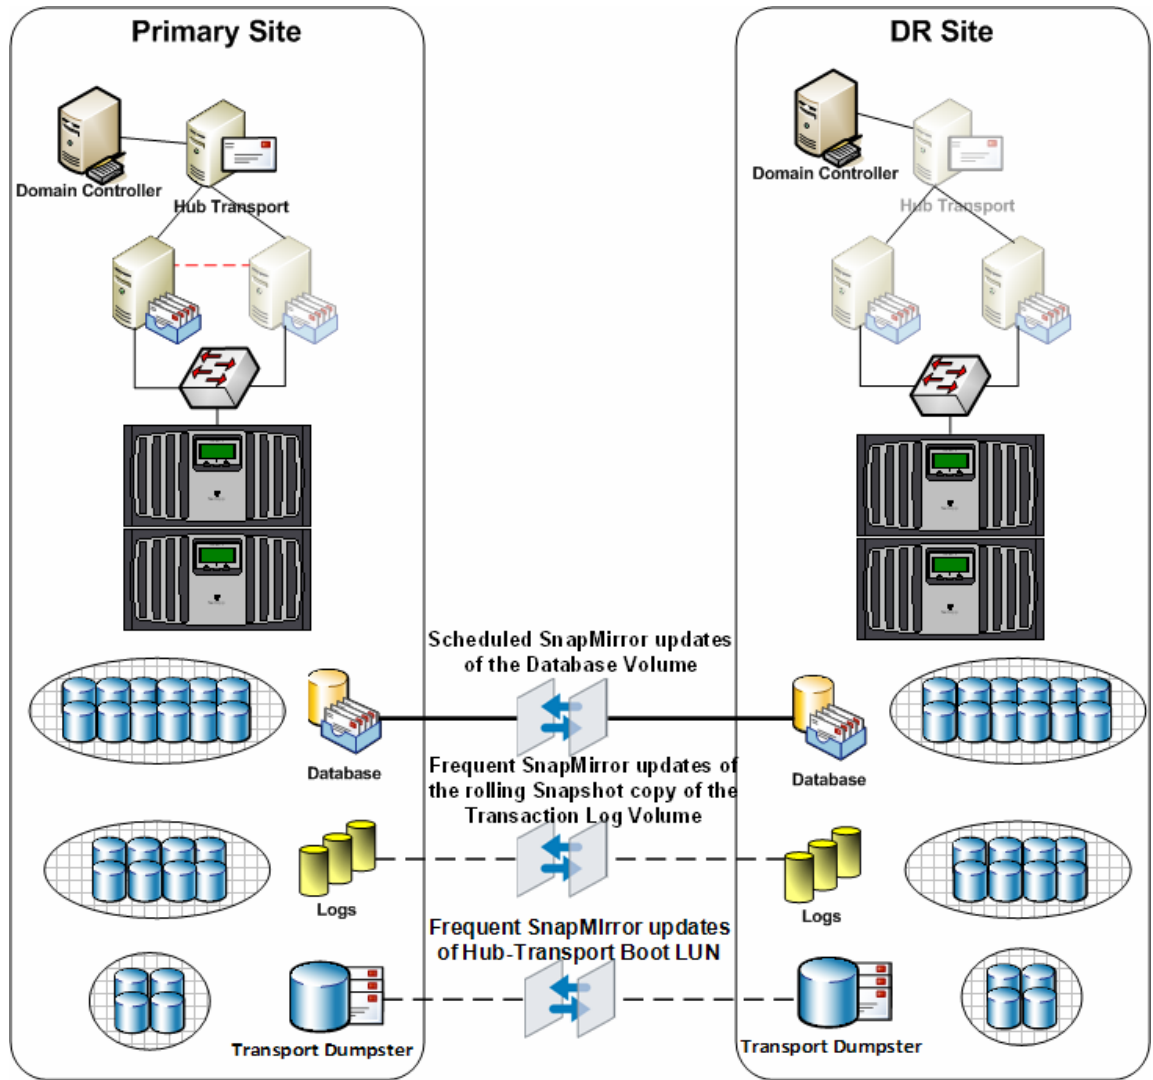 Primary Site
DR Site
Domain Controller
Hub Transport
Domain Controller
Hub Transport
Scheduled SnapMirror updates
of the Database Volume
Database
Database
Frequent SnapMirror updates of
the rolling Snapshot copy of the
Transaction Log Volume
Logs
Logs
Frequent SnapMIrror updates
of Hub-Transport Boot LUN
Transport Dumpster
Transport Dumpster